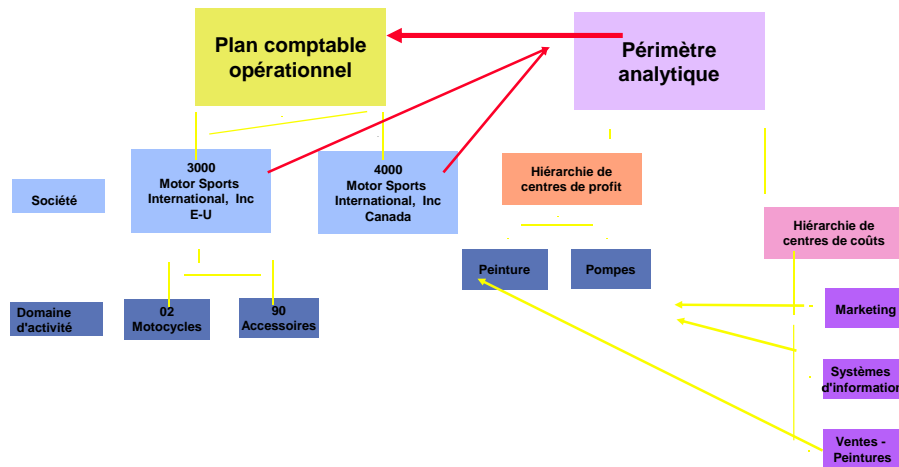 Plan comptable
opérationnel
Périmètre
analytique
Société
3000
Motor Sports
International, Inc
E-U
4000
Motor Sports
International, Inc
Canada
Hiérarchie de
centres de profit
Hiérarchie de
centres de coûts
Peinture
Pompes
Domaine
d'activité
02
Motocycles
90
Accessoires
Marketing
Systèmes
d'information
Ventes -
Peintures